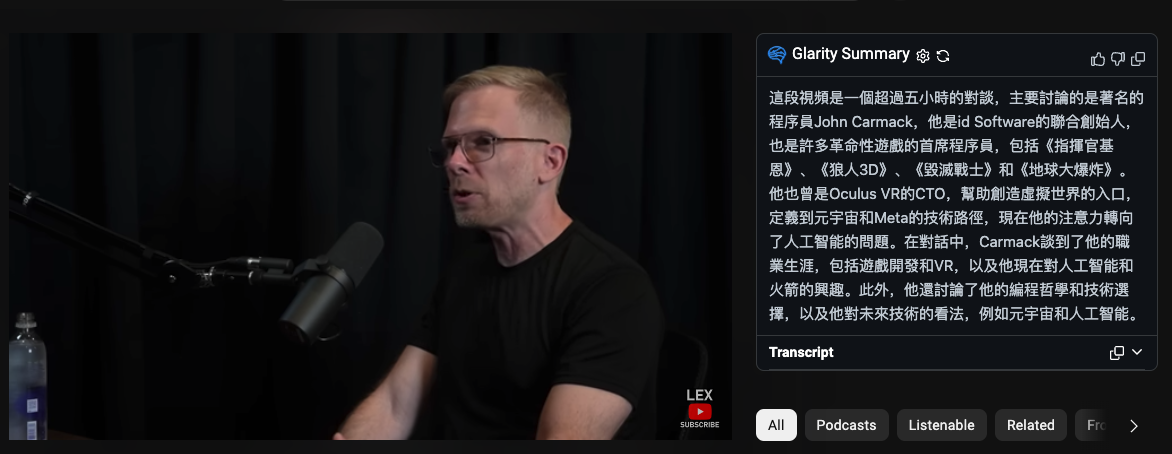 Glarity Summary
這段視頻是一個超過五小時的對談，主要討論的是著名的
程序員John Carmack，他是id Software的聯合創始人，
也是許多革命性遊戲的首席程序員，包括《指揮官基
恩》、《狼人3D》、《毀滅戰士》和《地球大爆炸》。
他也曾是Oculus VR的CTO，幫助創造虛擬世界的入口，
定義到元宇宙和Meta的技術路徑，現在他的注意力轉向
了人工智能的問題。在對話中，Carmack談到了他的職
業生涯，包括遊戲開發和VR，以及他現在對人工智能和
火箭的興趣。此外，他還討論了他的編程哲學和技術選
擇，以及他對未來技術的看法，例如元宇宙和人工智能。
Transcript
LEX
SUBSCRIBE
All
Podcasts
Listenable
Related
Fro